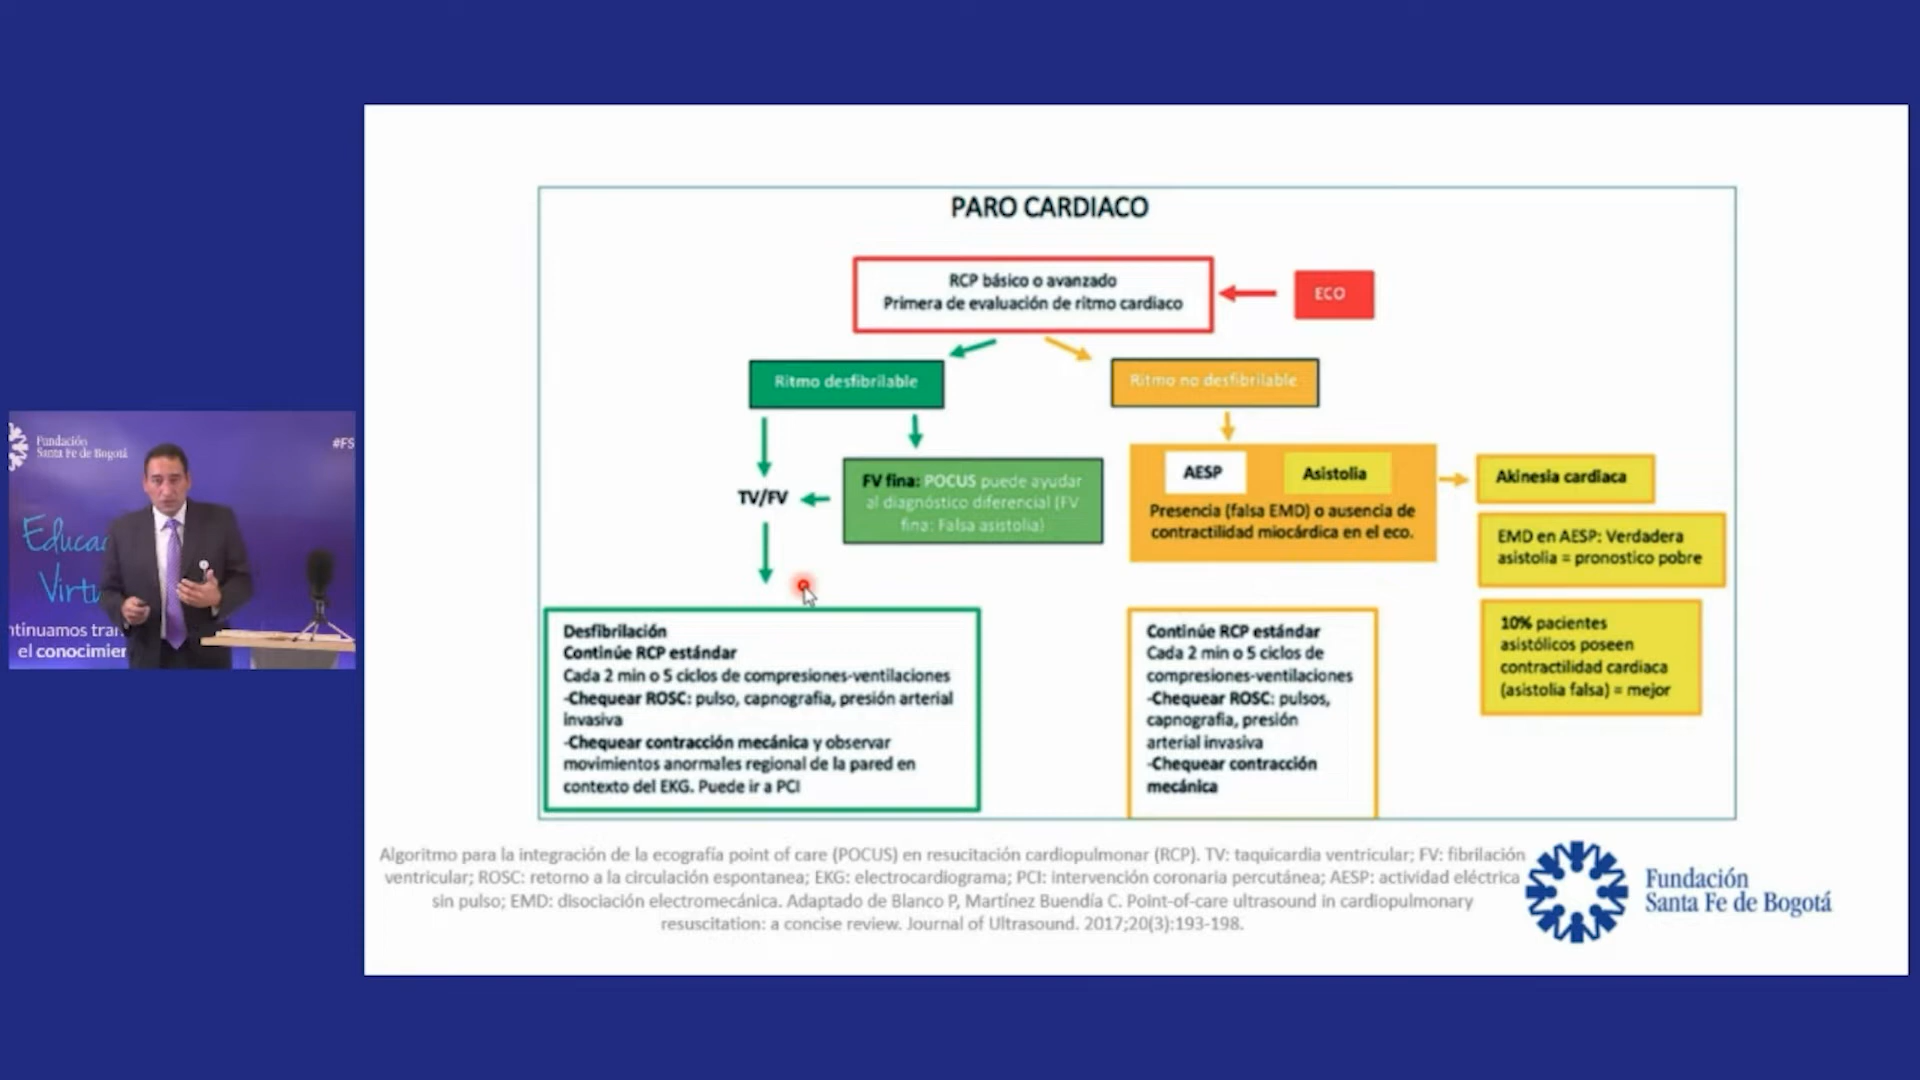 PARO CARDIACO
RCP básico o avanzado
Primera de evaluación de ritmo cardiaco
ECO
Ritmo desfibrilable
Ritmo no desfibrilable
FV fina: POCUS puede ayudar
al diagnóstico diferencial (FV
fina: Falsa asistolia)
TV/FV
AESP
Asistolia
Presencia (falsa EMD) o ausencia de
contractilidad miocárdica en el eco.
Akinesia cardiaca
EMD en AESP: Verdadera
asistolia = pronostico pobre
10% pacientes
asistólicos poseen
contractilidad cardiaca
(asistolia falsa) = mejor
Desfibrilación
Continúe RCP estándar
Cada 2 min o 5 ciclos de compresiones-ventilaciones
-Chequear ROSC: pulso, capnografia, presión arterial
invasiva
-Chequear contracción mecánica y observar
movimientos anormales regional de la pared en
contexto del EKG. Puede ir a PCI
Continúe RCP estándar
Cada 2 min o 5 ciclos de
compresiones-ventilaciones
-Chequear ROSC: pulsos,
capnografia, presión
arterial invasiva
-Chequear contracción
mecánica
Algoritmo para la integración de la ecografía point of care (POCUS) en resucitación cardiopulmonar (RCP). TV: taquicardia ventricular; FV: fibrilación
ventricular; ROSC: retorno a la circulación espontanea; EKG: electrocardiograma; PCI: intervención coronaria percutánea; AESP: actividad eléctrica
sin pulso; EMD: disociación electromecánica. Adaptado de Blanco P, Martínez Buendía C. Point-of-care ultrasound in cardiopulmonary
resuscitation: a concise review. Journal of Ultrasound. 2017;20(3):193-198.
Fundación
Santa Fe de Bogotá
Fundación
Santa Fe de Bogotá
#FS
Educac
Virtu
ntinuamos tran
el conocimien